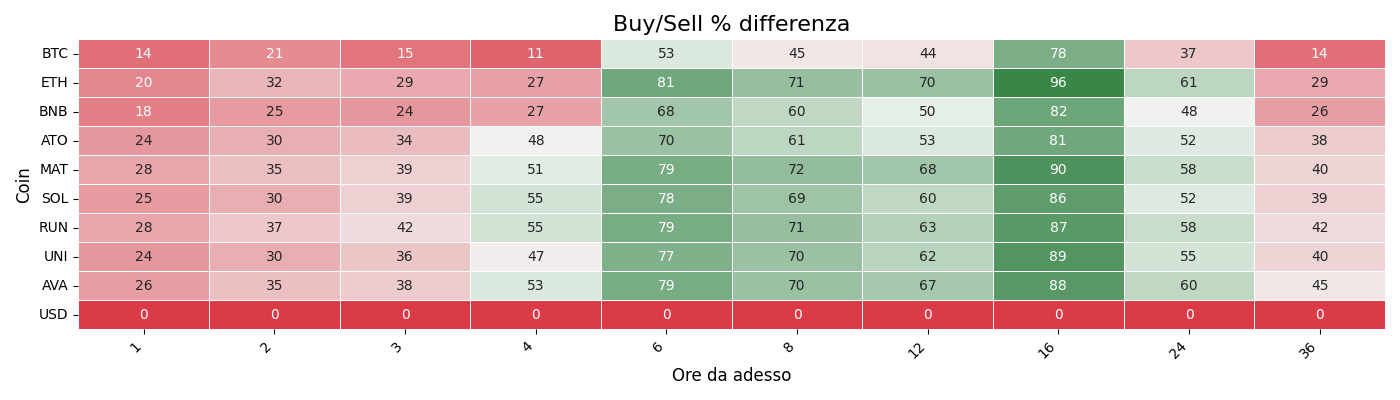 Buy/Sell % differenza
Coin
BTC 14 21 15 11 53 45 44 78 37 14
ETH 20 32 29 27 81 71 70 96 61 29
BNB 18 25 24 27 68 60 50 82 48 26
ATO 24 30 34 48 70 61 53 81 52 38
MAT 28 35 39 51 79 72 68 90 58 40
SOL 25 30 39 55 78 69 60 86 52 39
RUN 28 37 42 55 79 71 63 87 58 42
UNI 24 30 36 47 77 70 62 89 55 40
AVA 26 35 38 53 79 70 67 88 60 45
USD 0 0 0 0 0 0 0 0 0 0
1 2 3 4 6 8 12 16 24 36
Ore da adesso